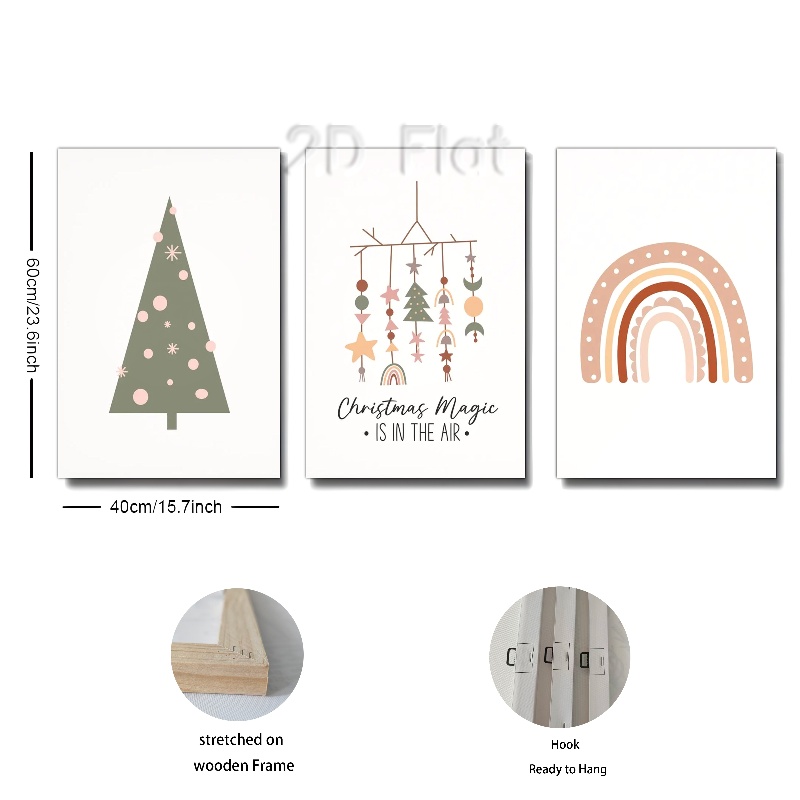 2D Flat
60cm/23.6inch
Christmas Magic
• IS IN THE AIR •
40cm/15.7inch
stretched on
wooden Frame
Hook
Ready to Hang